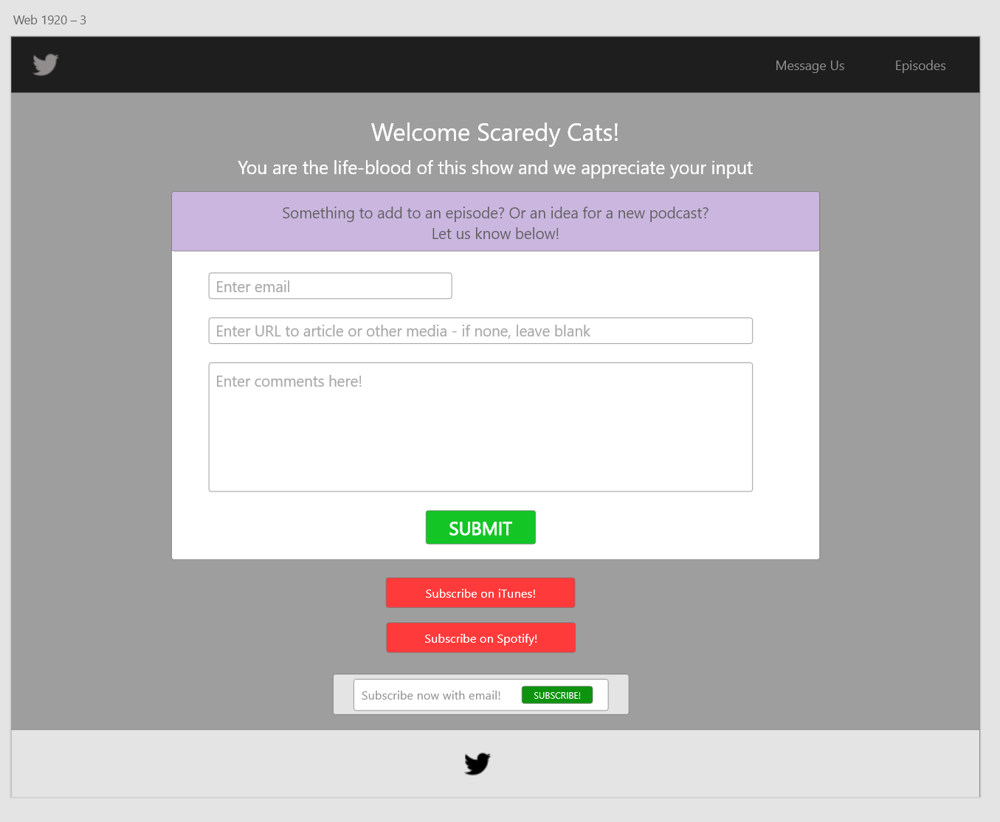 Web 1920 – 3
Message Us
Episodes
Welcome Scaredy Cats!
You are the life-blood of this show and we appreciate your input
Something to add to an episode? Or an idea for a new podcast?
Let us know below!
Enter email
Enter URL to article or other media - if none, leave blank
Enter comments here!
SUBMIT
Subscribe on iTunes!
Subscribe on Spotify!
Subscribe now with email!
SUBSCRIBE!